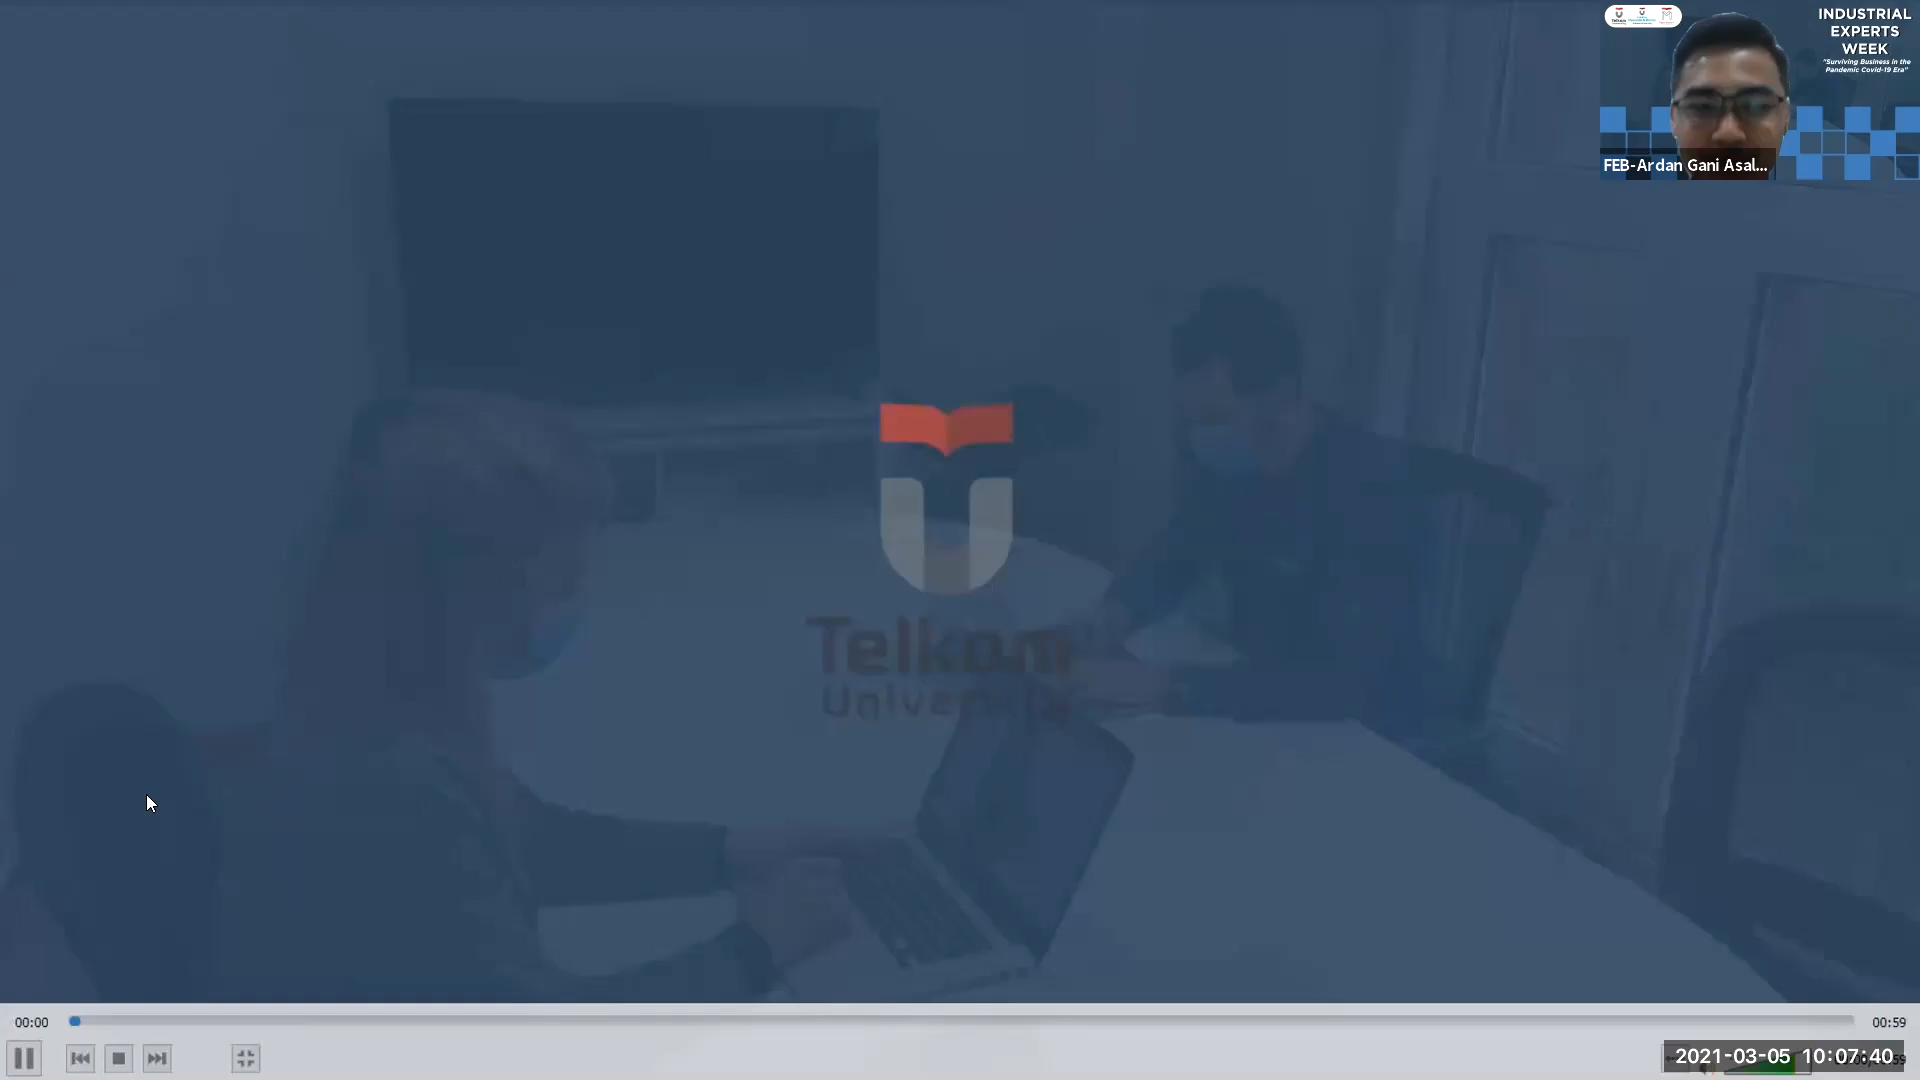 INDUSTRIAL
EXPERTS
WEEK
"Surviving Business in the
Pandemic Covid-19 Era"
FEB-Ardan Gani Asal...
Telkom
University
00:00
00:59
2021-03-05 10:07:40